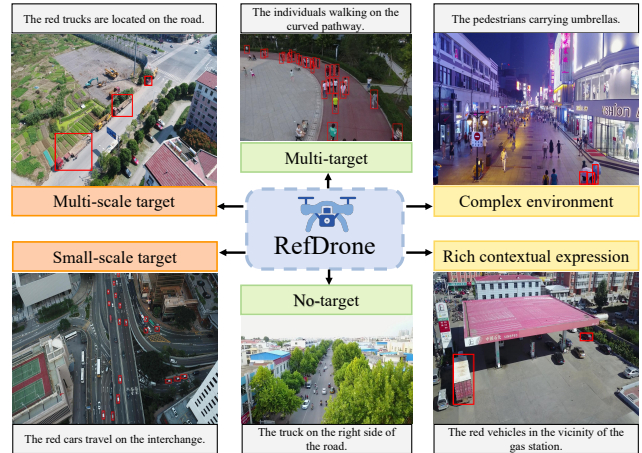 The red trucks are located on the road.
The individuals walking on the
curved pathway.
The pedestrians carrying umbrellas.
FASHION
Multi-scale target
Multi-target
Complex environment
RefDrone
Small-scale target
Rich contextual expression
No-target
The red cars travel on the interchange.
The truck on the right side of
the road.
The red vehicles in the vicinity of the
gas station.